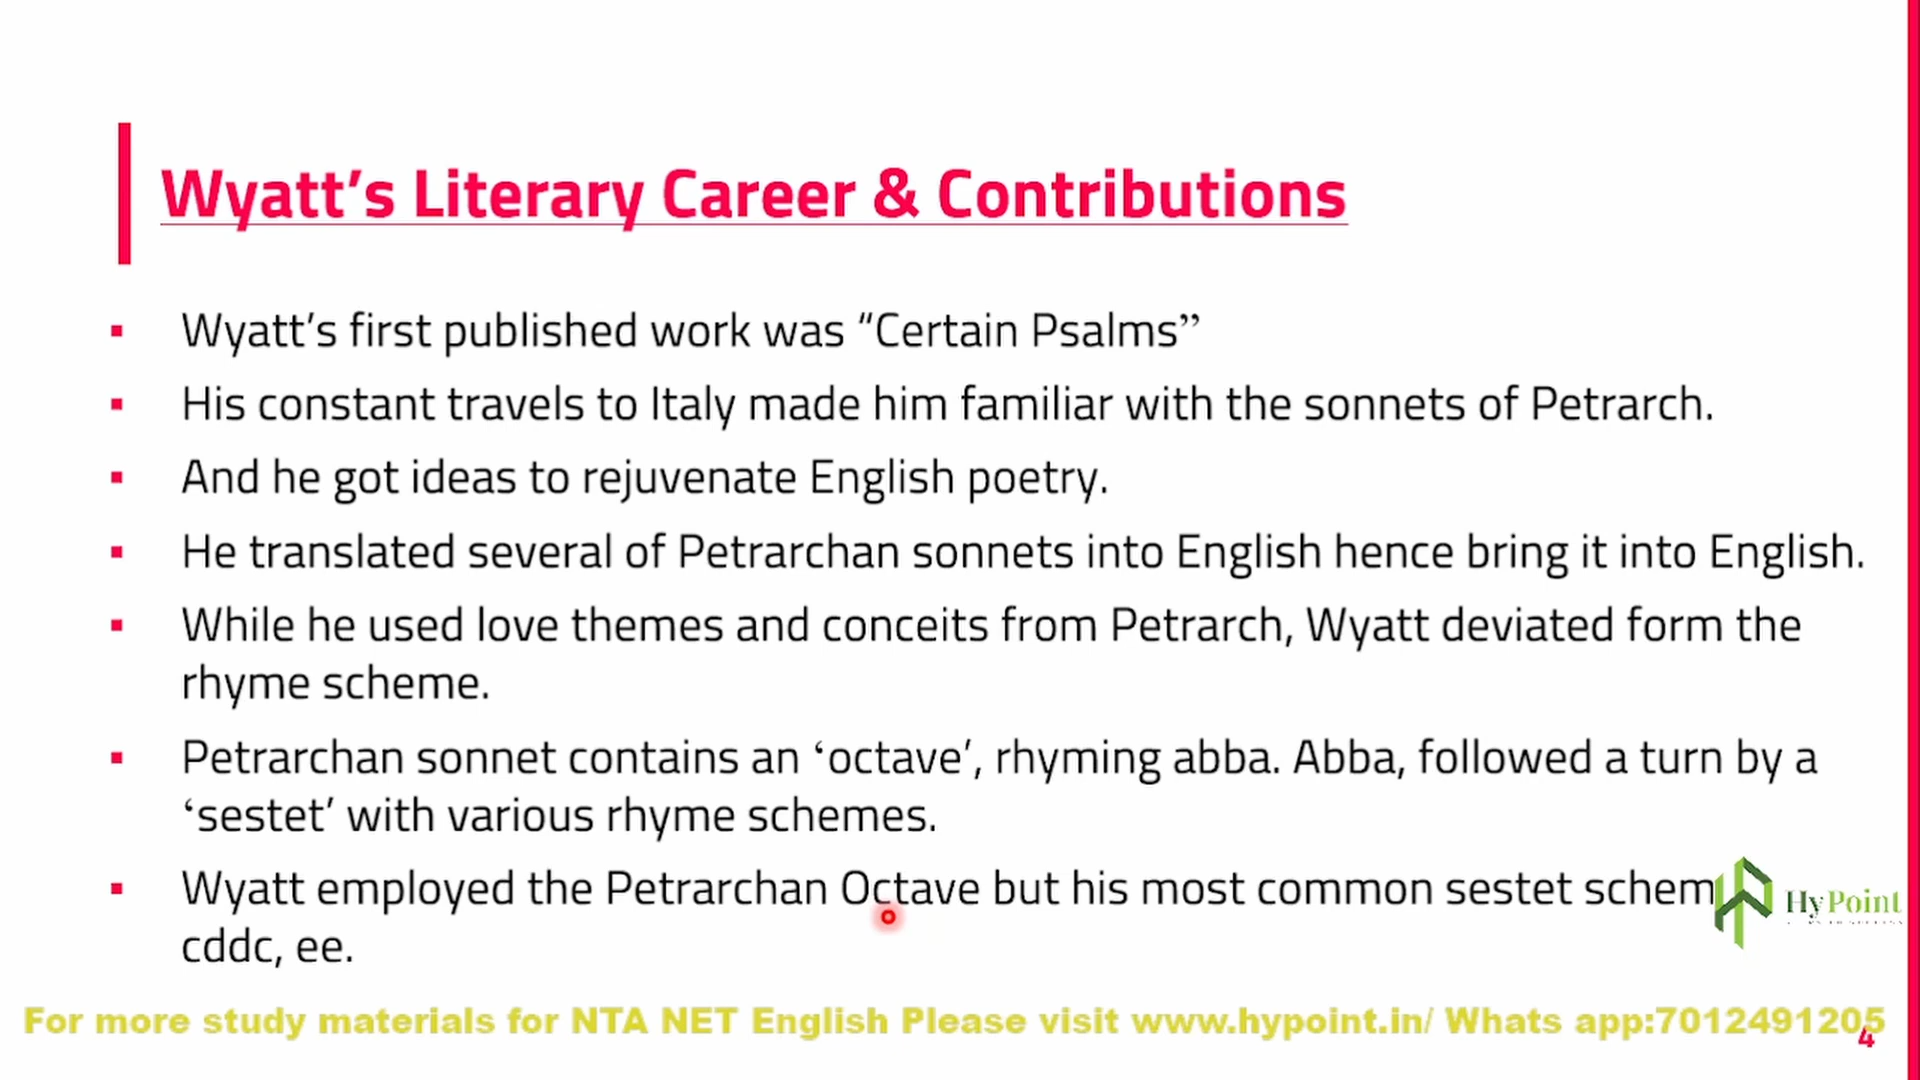 Wyatt’s Literary Career & Contributions
▪ Wyatt’s first published work was “Certain Psalms”
▪ His constant travels to Italy made him familiar with the sonnets of Petrarch.
▪ And he got ideas to rejuvenate English poetry.
▪ He translated several of Petrarchan sonnets into English hence bring it into English.
▪ While he used love themes and conceits from Petrarch, Wyatt deviated form the
rhyme scheme.
▪ Petrarchan sonnet contains an ‘octave’, rhyming abba. Abba, followed a turn by a
‘sestet’ with various rhyme schemes.
▪ Wyatt employed the Petrarchan Octave but his most common sestet schem
cddc, ee.
HyPoint
For more study materials for NTA NET English Please visit www.hypoint.in/ Whats app:7012491205
4